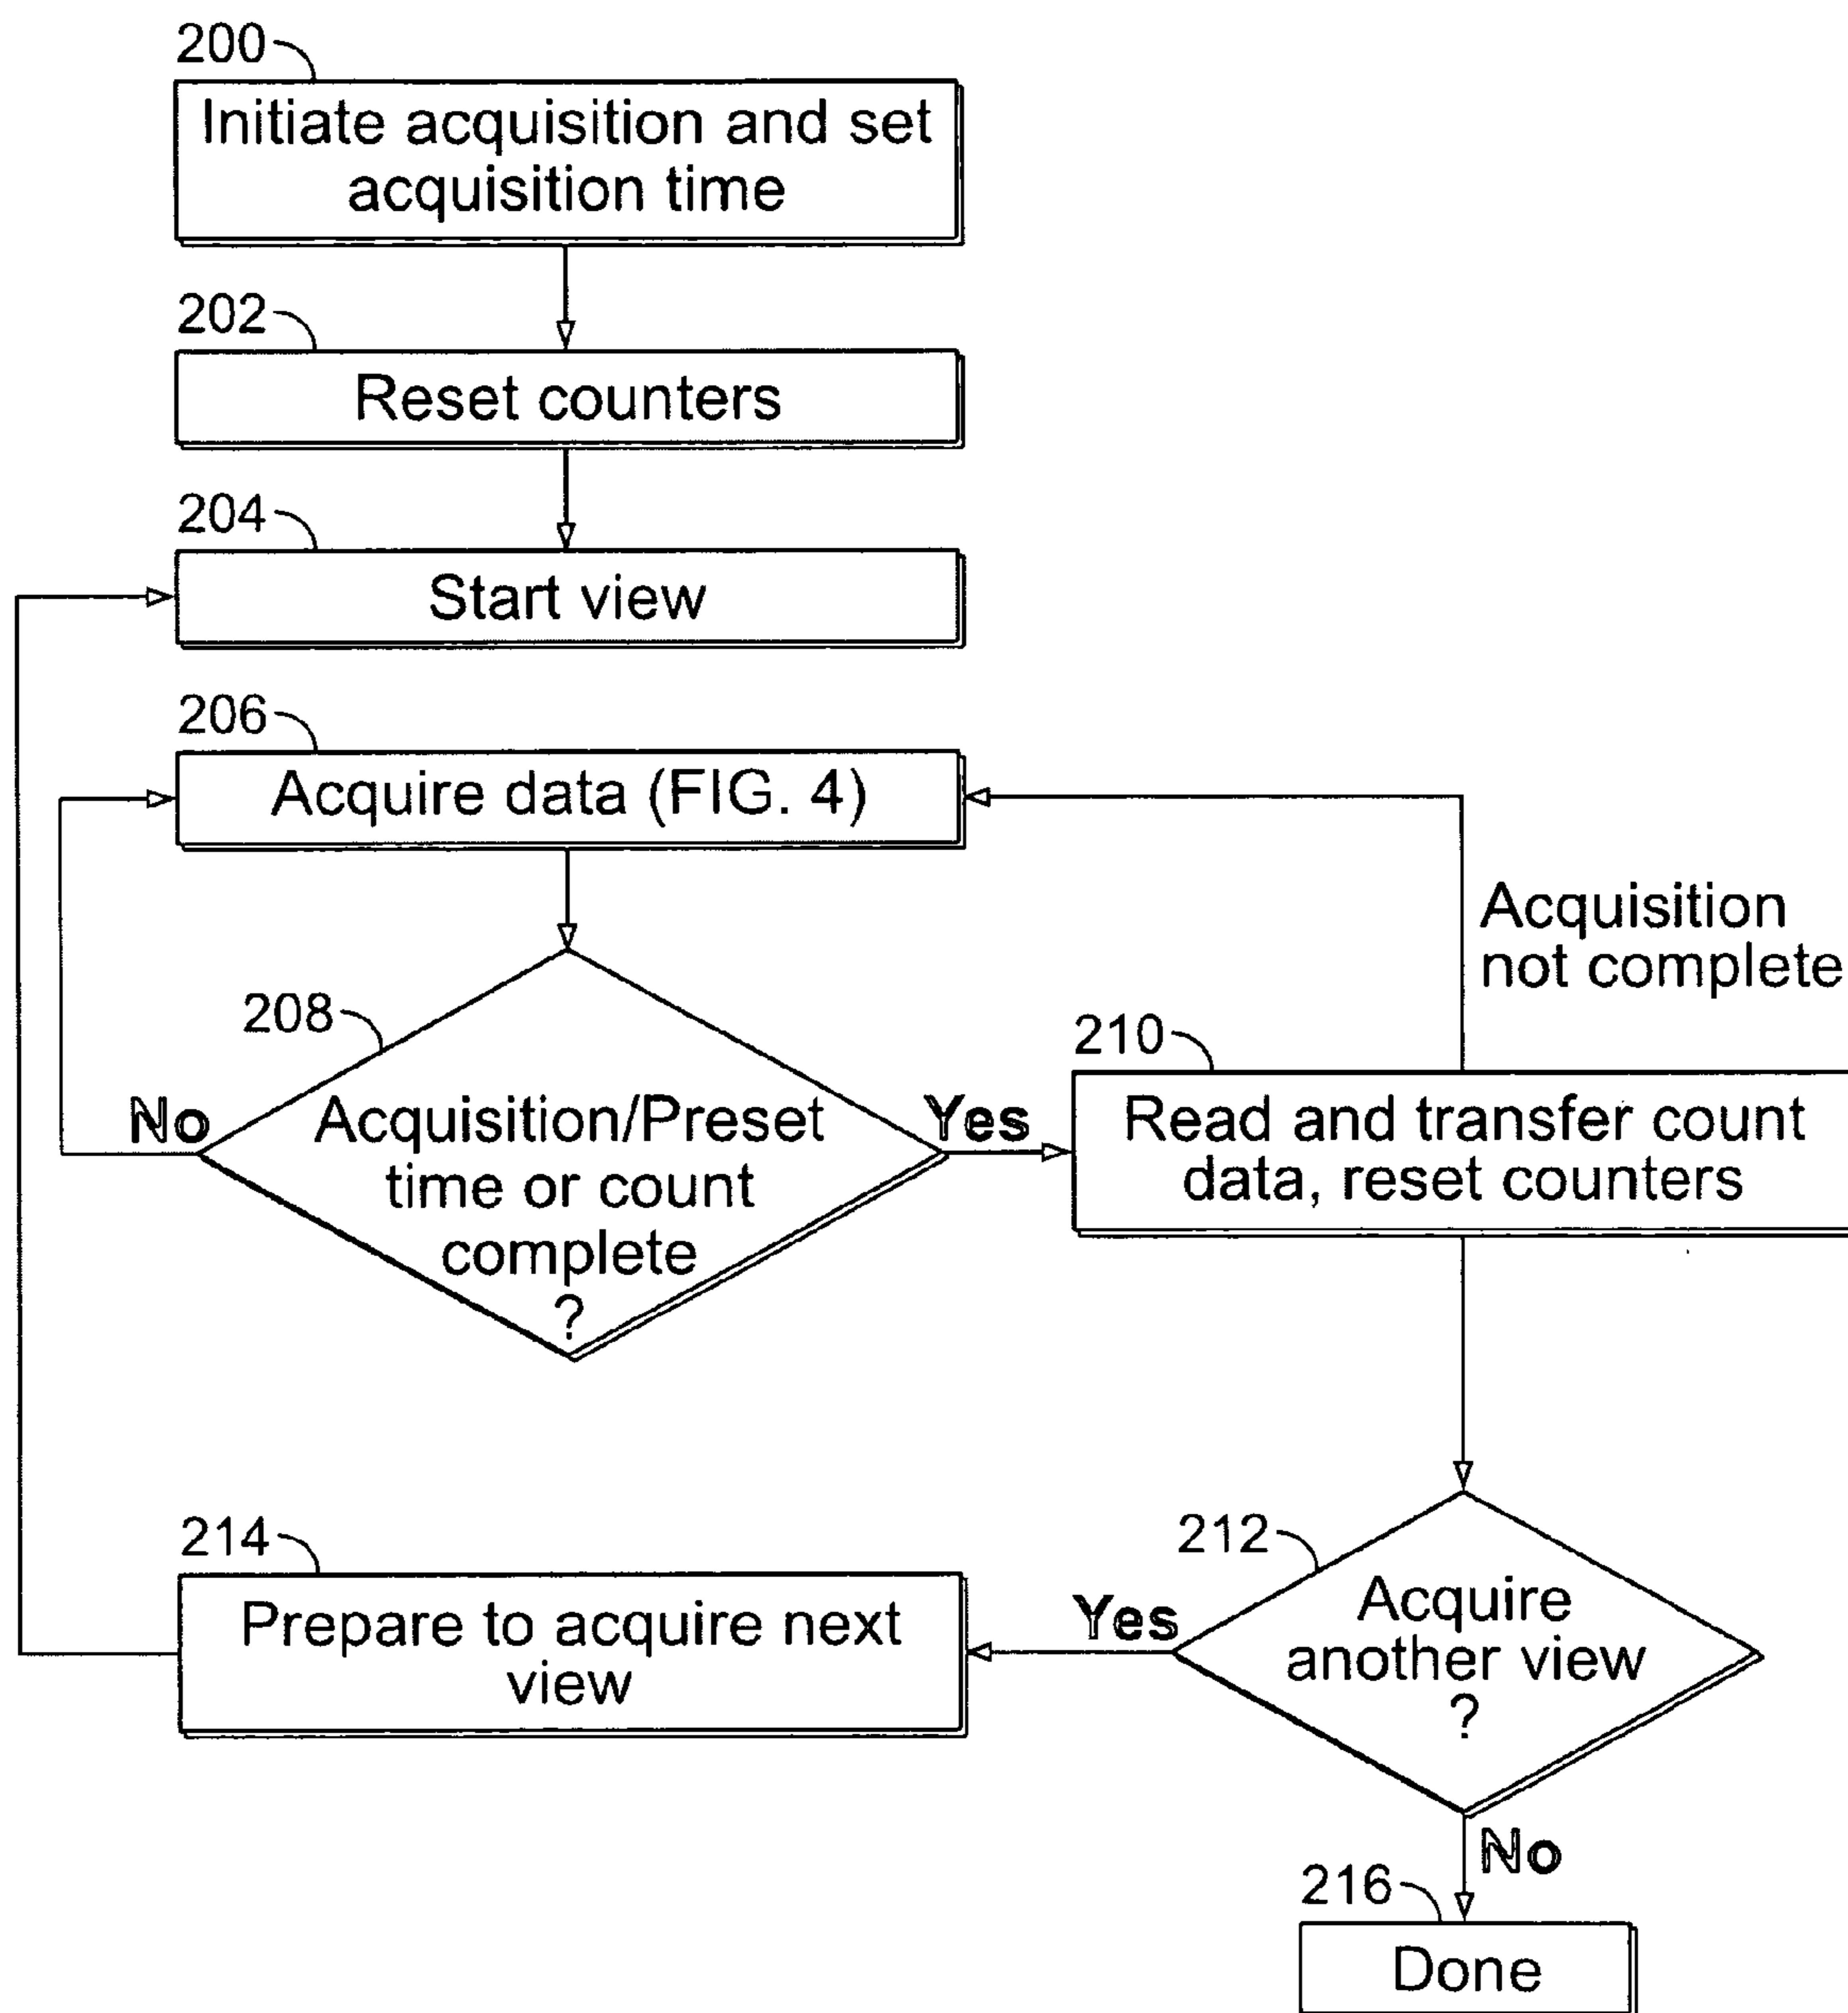 200
Initiate acquisition and set
acquisition time
202
Reset counters
204
Start view
206
Acquire data (FIG. 4)
Acquisition
not complete
208
No
Acquisition/Preset
time or count
complete
?
Yes
210
Read and transfer count
data, reset counters
212
Acquire
another view
?
Yes
214
Prepare to acquire next
view
No
216
Done